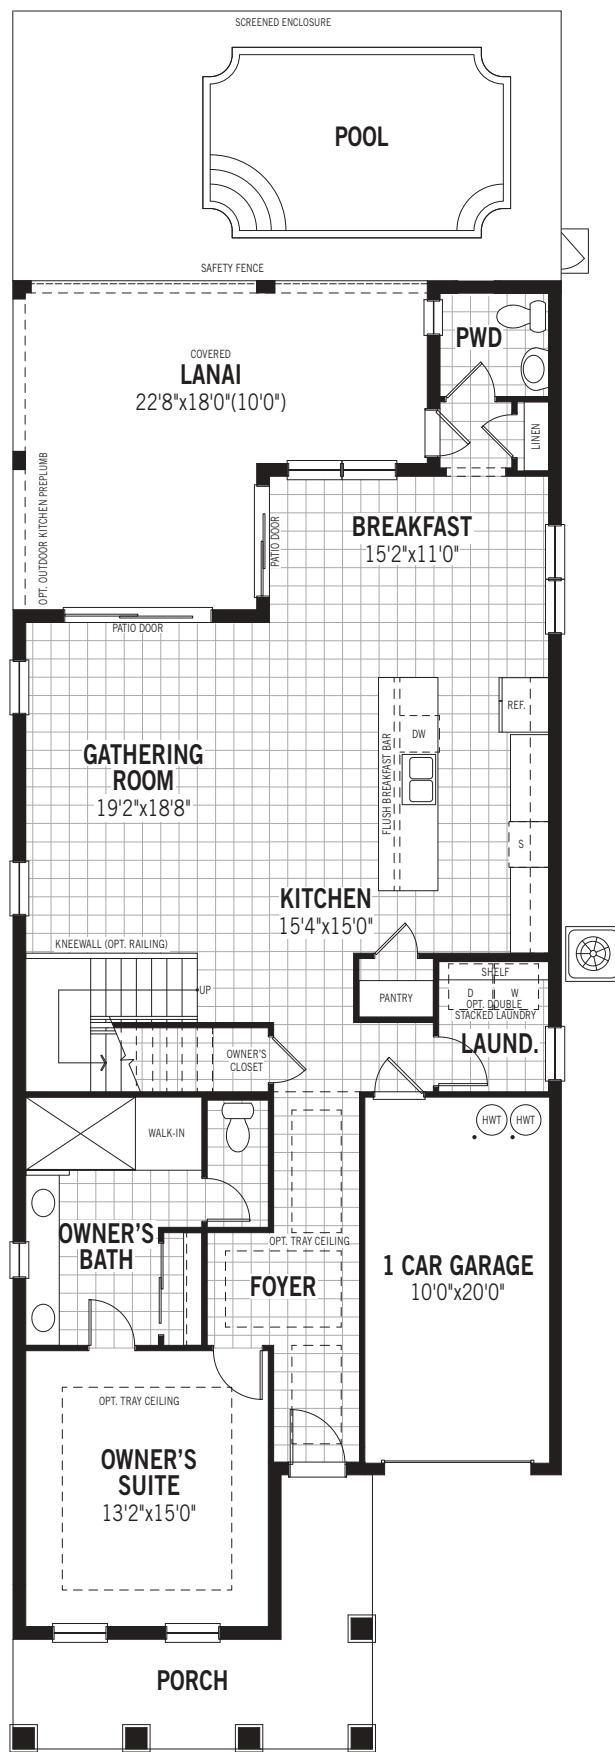 SCREENED ENCLOSURE
POOL
SAFETY FENCE
COVERED
LANAI
22'8"x18'0"(10'0")
PWD
LINEN
OPT. OUTDOOR KITCHEN PREPLUMB
PATIO DOOR
BREAKFAST
15'2"x11'0"
PATIO DOOR
REF.
DW
FLUSH BREAKFAST BAR
GATHERING
ROOM
19'2"x18'8"
S
KITCHEN
15'4"x15'0"
KNEEWALL (OPT. RAILING)
UP
PANTRY
SHELF
D W
OPT. DOUBLE
STACKED LAUNDRY
LAUND.
OWNER'S
CLOSET
WALK-IN
HWT HWT
OWNER'S
BATH
OPT. TRAY CEILING
FOYER
1 CAR GARAGE
10'0"x20'0"
OPT. TRAY CEILING
OWNER'S
SUITE
13'2"x15'0"
PORCH